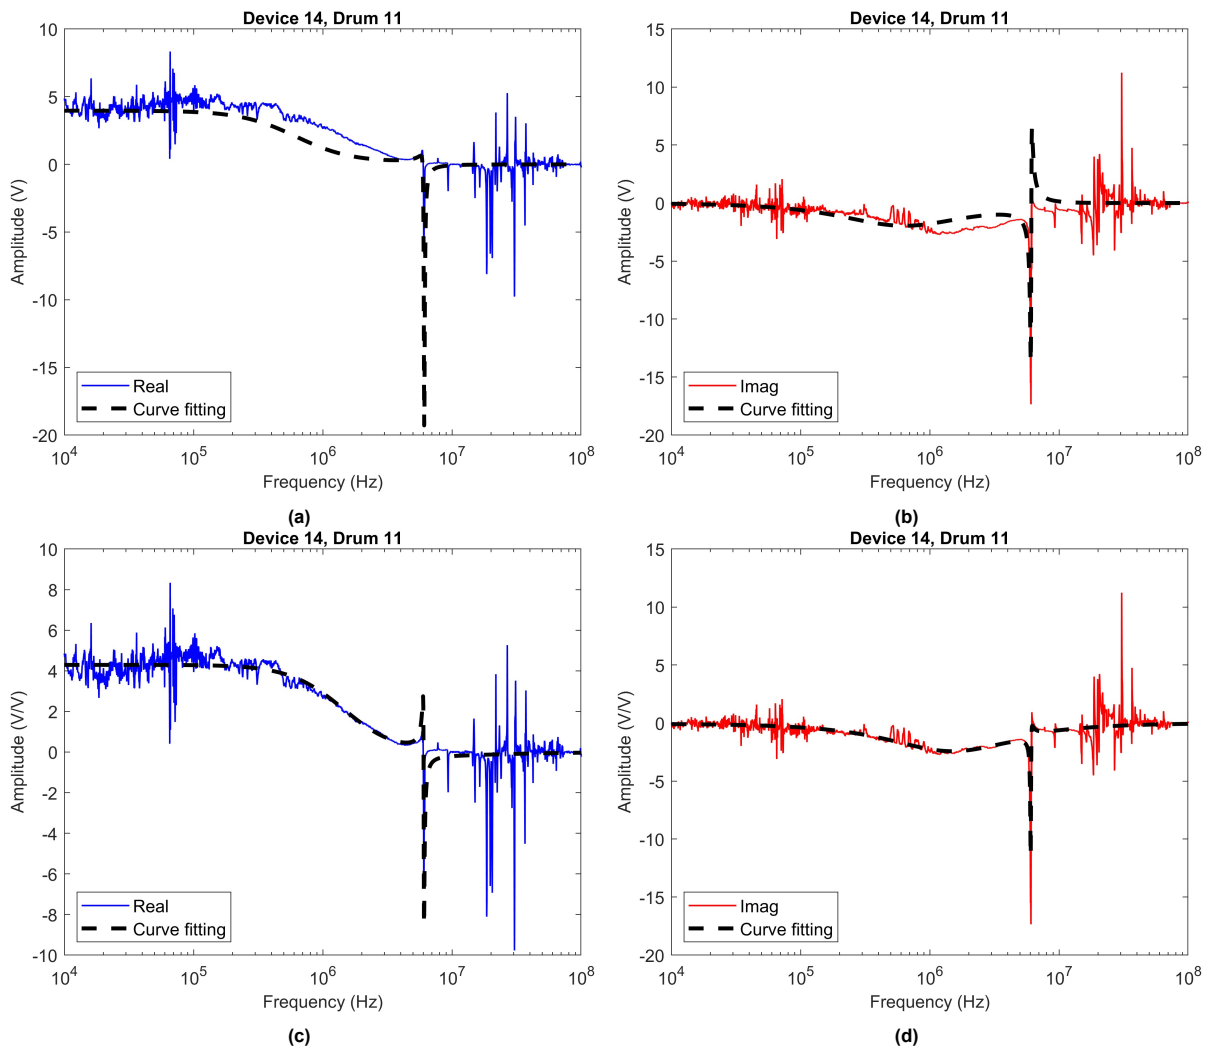 Device 14, Drum 11
10
5
0
-5
-10
-15
-20
Amplitude (V)
Real
Curve fitting
10^4
10^5
10^6
10^7
10^8
Frequency (Hz)
(a)
Device 14, Drum 11
15
10
5
0
-5
-10
-15
-20
Amplitude (V)
Imag
Curve fitting
10^4
10^5
10^6
10^7
10^8
Frequency (Hz)
(b)
Device 14, Drum 11
10
8
6
4
2
0
-2
-4
-6
-8
-10
Amplitude (V/V)
Real
Curve fitting
10^4
10^5
10^6
10^7
10^8
Frequency (Hz)
(c)
Device 14, Drum 11
15
10
5
0
-5
-10
-15
-20
Amplitude (V/V)
Imag
Curve fitting
10^4
10^5
10^6
10^7
10^8
Frequency (Hz)
(d)